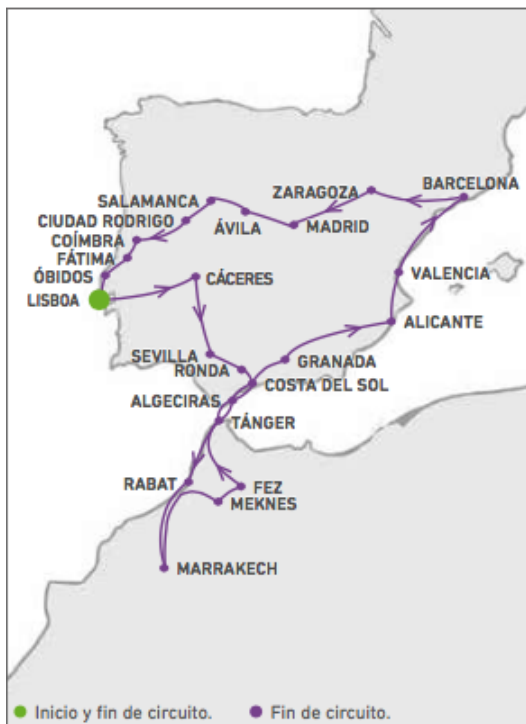 ZARAGOZA
BARCELONA
SALAMANCA
CIUDAD RODRIGO
ÁVILA
MADRID
COÍMBRA
FÁTIMA
ÓBIDOS
CÁCERES
VALENCIA
LISBOA
ALICANTE
SEVILLA
GRANADA
RONDA
COSTA DEL SOL
ALGECIRAS
TÁNGER
RABAT
FEZ
MEKNES
MARRAKECH
Inicio y fin de circuito. Fin de circuito.